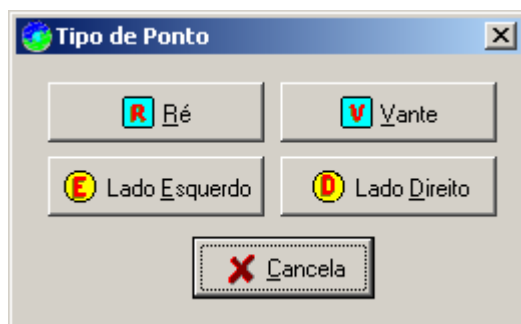 Tipo de Ponto
R Ré
V Vante
E Lado Esquerdo
D Lado Direito
Cancela